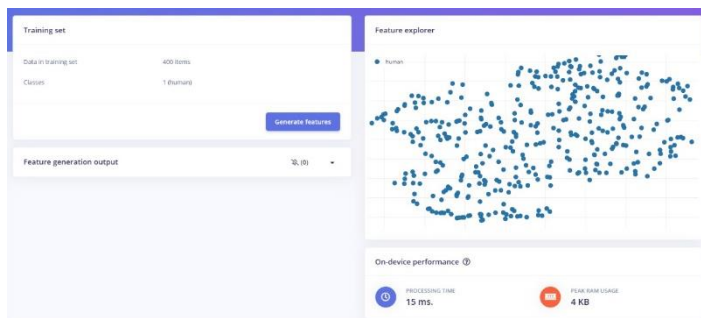 Training set
Data in training set 400 items
Classes 1 (human)
Generate features
Feature generation output (0)
Feature explorer
human
On-device performance
PROCESSING TIME
15 ms.
PEAK RAM USAGE
4 KB